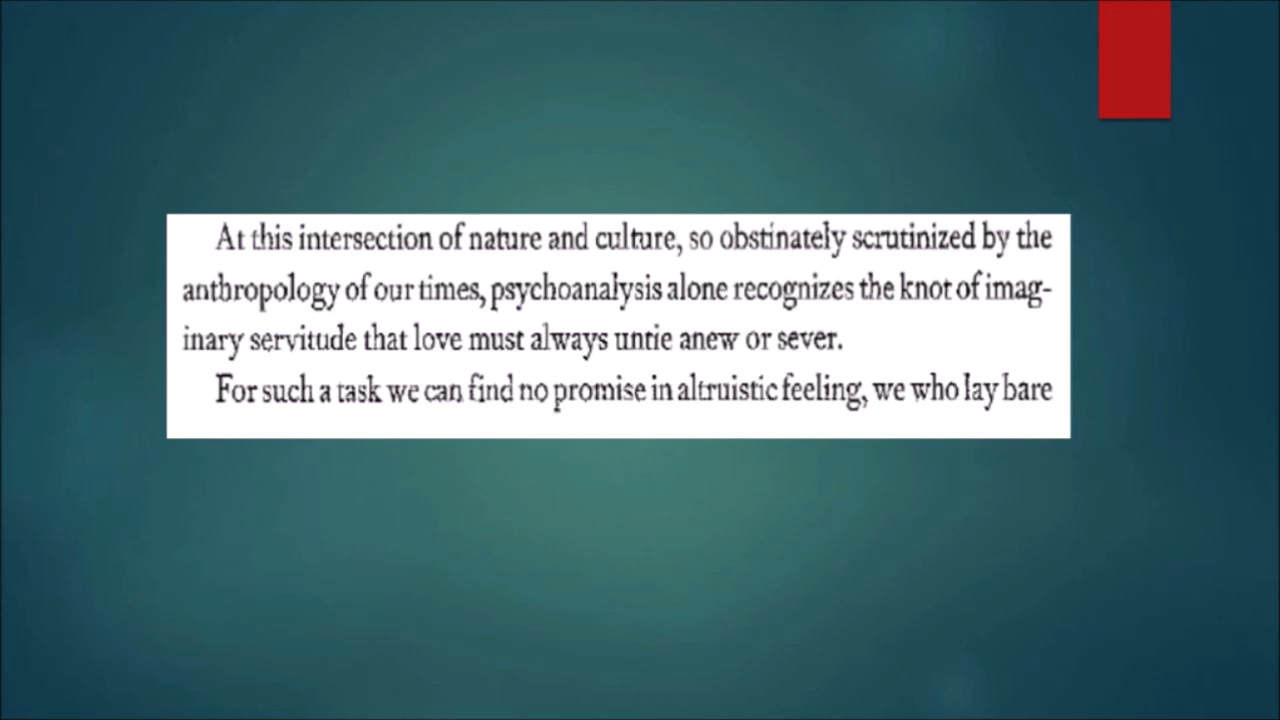 At this intersection of nature and culture, so obstinately scrutinized by the
anthropology of our times, psychoanalysis alone recognizes the knot of imag-
inary servitude that love must always untie anew or sever.
For such a task we can find no promise in altruistic feeling, we who lay bare